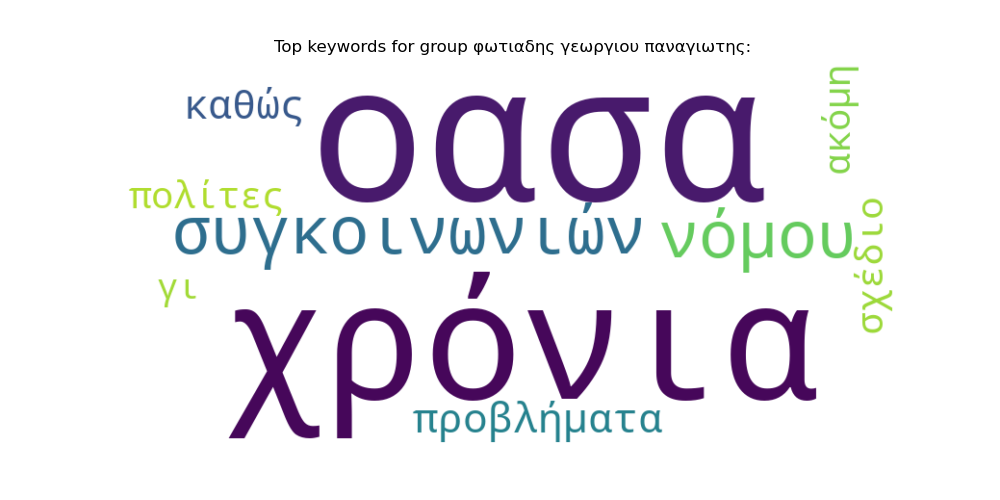 Top keywords for group φωτιαδης γεωργιου παναγιωτης:
καθώς
οασα
ακόμη
πολίτες
συγκοινωνιών
νόμου
σχέδιο
γι
χρόνια
προβλήματα